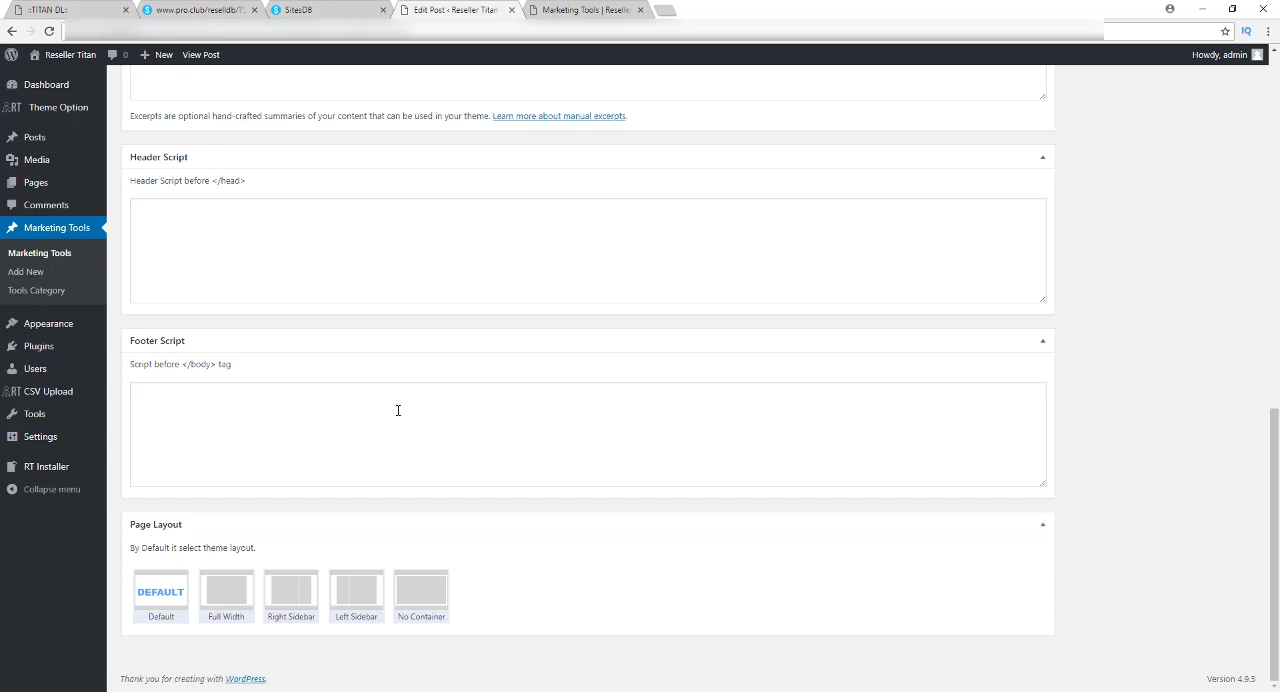 ::TITAN DL::
www.pro.club/reselldb/7
SitesDB
Edit Post ‹ Reseller Titan –
Marketing Tools | Reselle
IQ
Reseller Titan
0
New
View Post
Howdy, admin
Dashboard
RT Theme Option
Posts
Media
Pages
Comments
Marketing Tools
Marketing Tools
Add New
Tools Category
Appearance
Plugins
Users
RT CSV Upload
Tools
Settings
RT Installer
Collapse menu
Excerpts are optional hand-crafted summaries of your content that can be used in your theme. Learn more about manual excerpts.
Header Script
Header Script before </head>
Footer Script
Script before </body> tag
Page Layout
By Default it select theme layout.
DEFAULT
Default
Full Width
Right Sidebar
Left Sidebar
No Container
Thank you for creating with WordPress.
Version 4.9.5